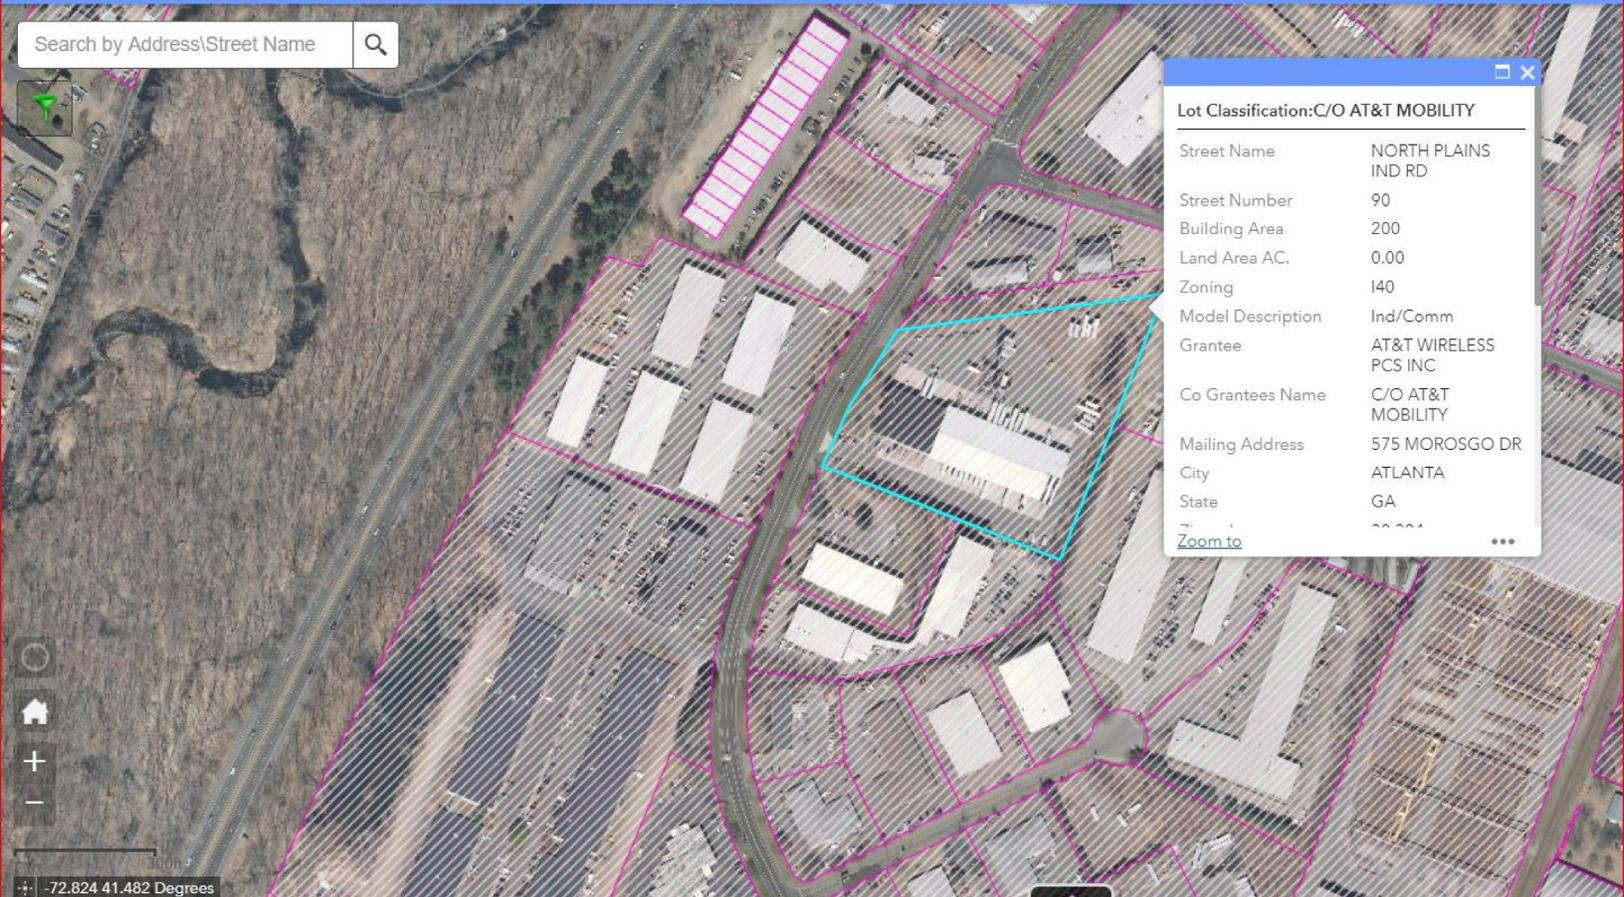 Search by Address\Street Name
Lot Classification:C/O AT&T MOBILITY
Street Name NORTH PLAINS
IND RD
Street Number 90
Building Area 200
Land Area AC. 0.00
Zoning I40
Model Description Ind/Comm
Grantee AT&T WIRELESS
PCS INC
Co Grantees Name C/O AT&T
MOBILITY
Mailing Address 575 MOROSGO DR
City ATLANTA
State GA
Zoom to
300ft
-72.824 41.482 Degrees